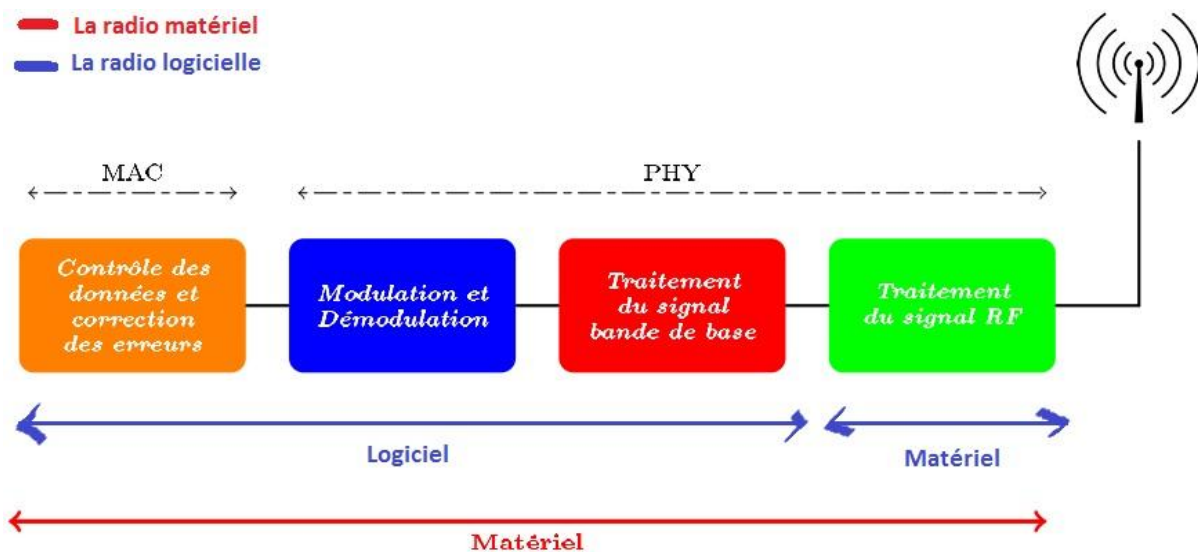 La radio matériel
La radio logicielle
MAC
PHY
Contrôle des
données et
correction
des erreurs
Modulation et
Démodulation
Traitement
du signal
bande de base
Traitement
du signal RF
Logiciel
Matériel
Matériel